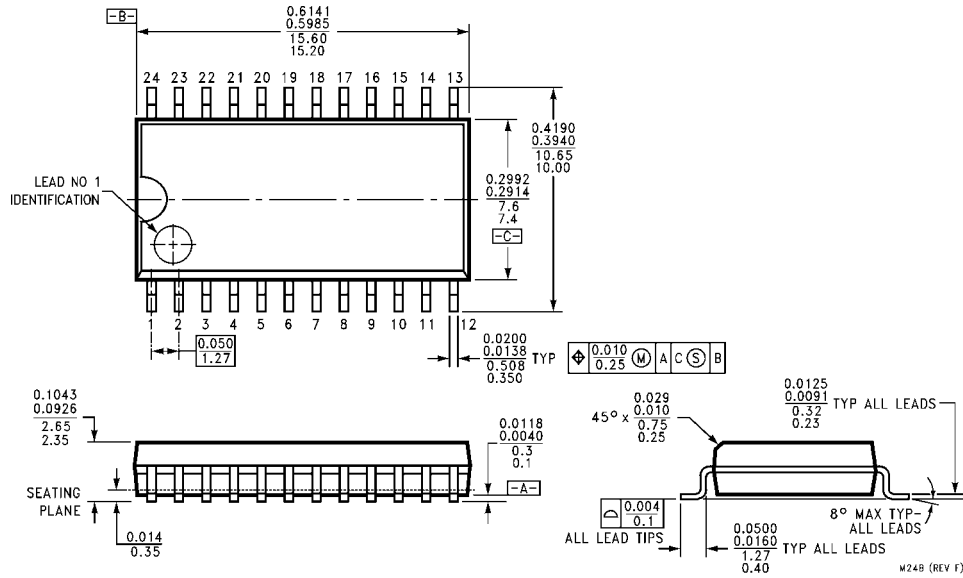 -B-
0.6141
0.5985
15.60
15.20
24 23 22 21 20 19 18 17 16 15 14 13
LEAD NO 1
IDENTIFICATION
0.4190
0.3940
10.65
10.00
0.2992
0.2914
7.6
7.4
-C-
1 2 3 4 5 6 7 8 9 10 11 12
0.050
1.27
0.0200
0.0138
0.508
0.350
TYP
⌖ 0.010
0.25
Ⓜ A C Ⓢ B
0.1043
0.0926
2.65
2.35
SEATING
PLANE
0.014
0.35
0.0118
0.0040
0.3
0.1
-A-
45° x
0.029
0.010
0.75
0.25
0.0125
0.0091
0.32
0.23
TYP ALL LEADS
0.004
0.1
ALL LEAD TIPS
0.0500
0.0160
1.27
0.40
TYP ALL LEADS
8° MAX TYP-
ALL LEADS
M24B (REV F)